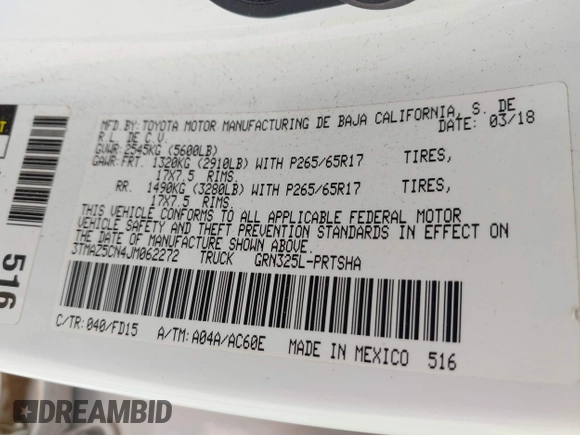 MFD.BY:TOYOTA MOTOR MANUFACTURING DE BAJA CALIFORNIA, S. DE
R.L. DE C.V. DATE: 03/18
GVWR: 2545KG (5600LB)
GAWR:FRT. 1320KG (2910LB) WITH P265/65R17 TIRES,
17X7.5 RIMS.
RR. 1490KG (3280LB) WITH P265/65R17 TIRES,
17X7.5 RIMS.
THIS VEHICLE CONFORMS TO ALL APPLICABLE FEDERAL MOTOR
VEHICLE SAFETY AND THEFT PREVENTION STANDARDS IN EFFECT ON
THE DATE OF MANUFACTURE SHOWN ABOVE.
3TMAZ5CN4JM062272 TRUCK GRN325L-PRTSHA
C/TR:040/FD15 A/TM:A04A/AC60E MADE IN MEXICO 516
516
DREAMBID